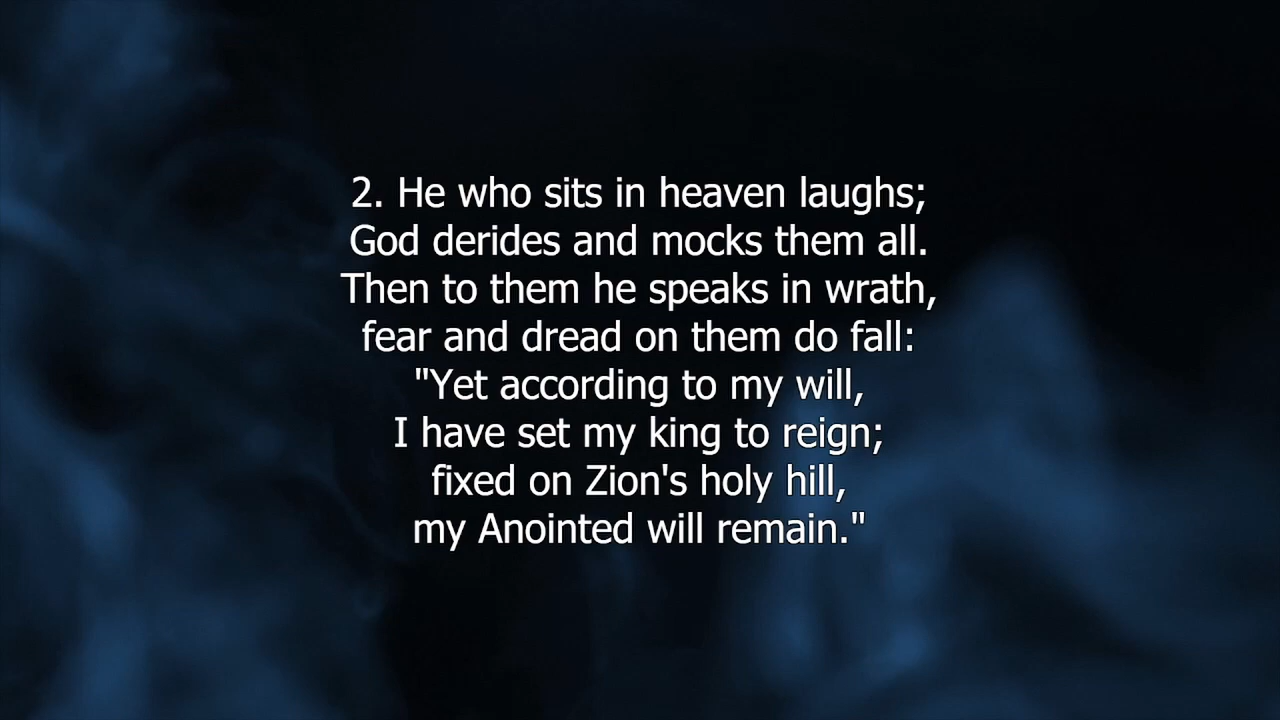 2. He who sits in heaven laughs;
God derides and mocks them all.
Then to them he speaks in wrath,
fear and dread on them do fall:
"Yet according to my will,
I have set my king to reign;
fixed on Zion's holy hill,
my Anointed will remain."